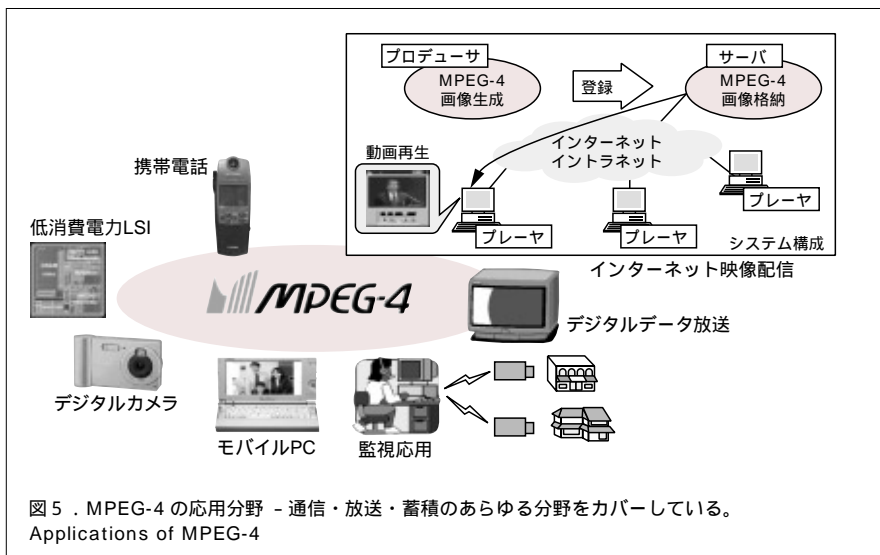 プロデューサ
MPEG-4
画像生成
登録
サーバ
MPEG-4
画像格納
インターネット
イントラネット
動画再生
プレーヤ
プレーヤ
プレーヤ
システム構成
インターネット映像配信
携帯電話
低消費電力LSI
MPEG-4
デジタルデータ放送
デジタルカメラ
モバイルPC
監視応用
図5．MPEG-4の応用分野 －通信・放送・蓄積のあらゆる分野をカバーしている。
Applications of MPEG-4